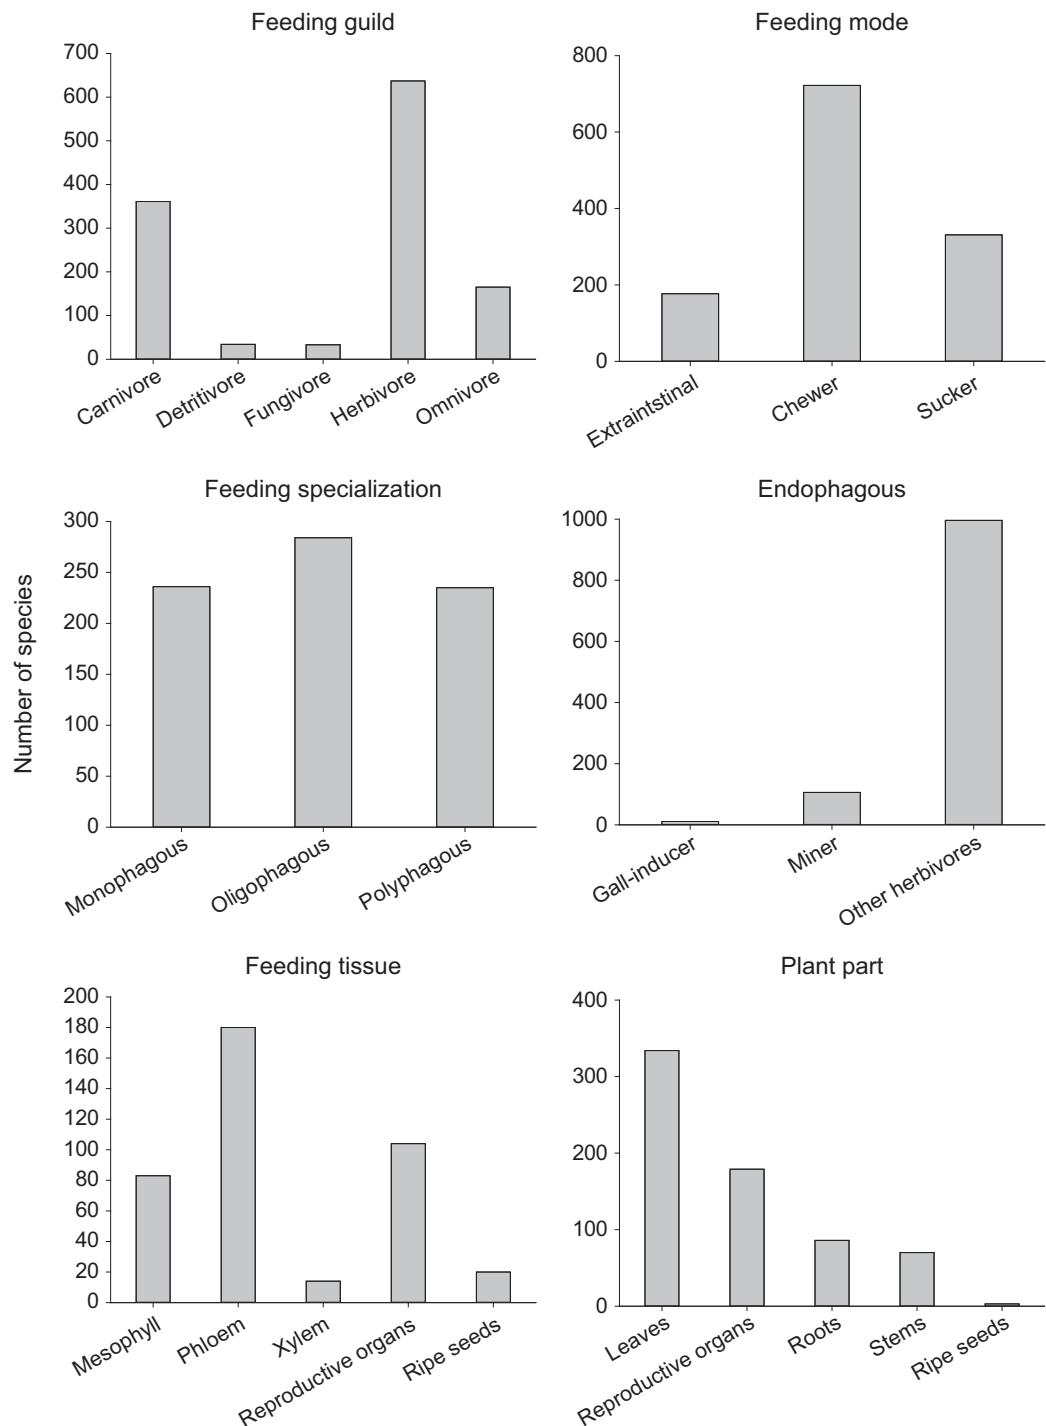 Feeding guild
700
600
500
400
300
200
100
0
Carnivore
Detritivore
Fungivore
Herbivore
Omnivore
Feeding mode
800
600
400
200
0
Extraintstinal
Chewer
Sucker
Number of species
Feeding specialization
300
250
200
150
100
50
0
Monophagous
Oligophagous
Polyphagous
Endophagous
1000
800
600
400
200
0
Gall-inducer
Miner
Other herbivores
Feeding tissue
200
180
160
140
120
100
80
60
40
20
0
Mesophyll
Phloem
Xylem
Reproductive organs
Ripe seeds
Plant part
400
300
200
100
0
Leaves
Reproductive organs
Roots
Stems
Ripe seeds